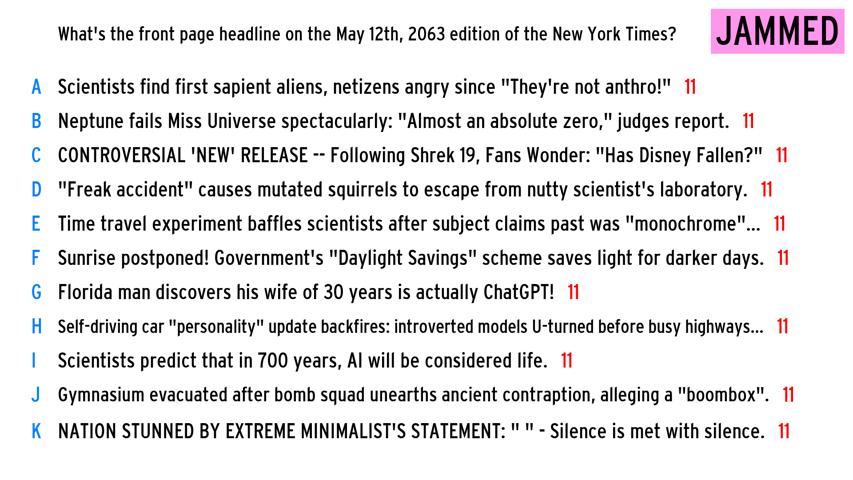 What's the front page headline on the May 12th, 2063 edition of the New York Times?
JAMMED
A Scientists find first sapient aliens, netizens angry since "They're not anthro!" 11
B Neptune fails Miss Universe spectacularly: "Almost an absolute zero," judges report. 11
C CONTROVERSIAL 'NEW' RELEASE -- Following Shrek 19, Fans Wonder: "Has Disney Fallen?" 11
D "Freak accident" causes mutated squirrels to escape from nutty scientist's laboratory. 11
E Time travel experiment baffles scientists after subject claims past was "monochrome"... 11
F Sunrise postponed! Government's "Daylight Savings" scheme saves light for darker days. 11
G Florida man discovers his wife of 30 years is actually ChatGPT! 11
H Self-driving car "personality" update backfires: introverted models U-turned before busy highways... 11
I Scientists predict that in 700 years, AI will be considered life. 11
J Gymnasium evacuated after bomb squad unearths ancient contraption, alleging a "boombox". 11
K NATION STUNNED BY EXTREME MINIMALIST'S STATEMENT: " " - Silence is met with silence. 11